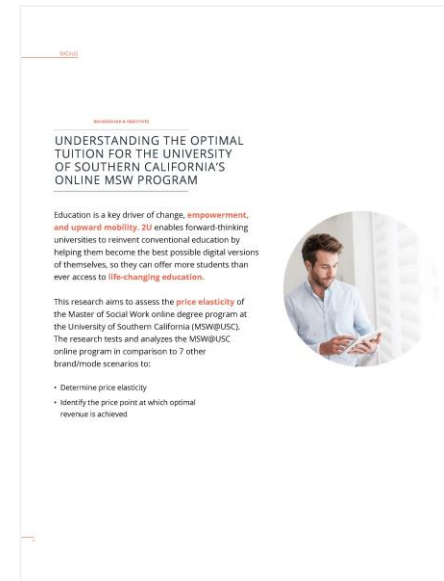 RADIUS
BACKGROUND & OBJECTIVES
UNDERSTANDING THE OPTIMAL
TUITION FOR THE UNIVERSITY
OF SOUTHERN CALIFORNIA'S
ONLINE MSW PROGRAM
Education is a key driver of change, empowerment,
and upward mobility. 2U enables forward-thinking
universities to reinvent conventional education by
helping them become the best possible digital versions
of themselves, so they can offer more students than
ever access to life-changing education.
This research aims to assess the price elasticity of
the Master of Social Work online degree program at
the University of Southern California (MSW@USC).
The research tests and analyzes the MSW@USC
online program in comparison to 7 other
brand/mode scenarios to:
• Determine price elasticity
• Identify the price point at which optimal
revenue is achieved